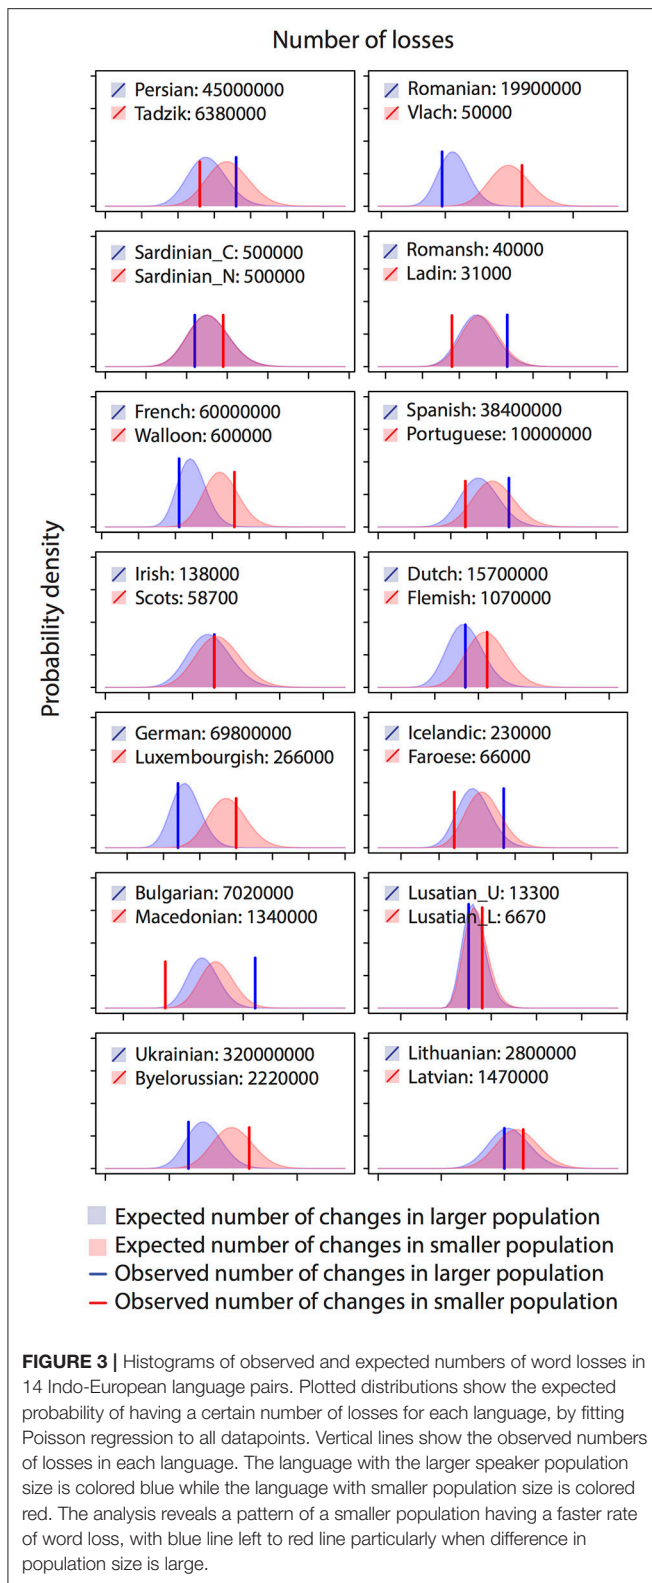 Number of losses
Persian: 45000000
Tadzik: 6380000
Romanian: 19900000
Vlach: 50000
Sardinian_C: 500000
Sardinian_N: 500000
Romansh: 40000
Ladin: 31000
French: 60000000
Walloon: 600000
Spanish: 38400000
Portuguese: 10000000
Irish: 138000
Scots: 58700
Dutch: 15700000
Flemish: 1070000
German: 69800000
Luxembourgish: 266000
Icelandic: 230000
Faroese: 66000
Bulgarian: 7020000
Macedonian: 1340000
Lusatian_U: 13300
Lusatian_L: 6670
Ukrainian: 320000000
Byelorussian: 2220000
Lithuanian: 2800000
Latvian: 1470000
Probability density
Expected number of changes in larger population
Expected number of changes in smaller population
Observed number of changes in larger population
Observed number of changes in smaller population
FIGURE 3 | Histograms of observed and expected numbers of word losses in
14 Indo-European language pairs. Plotted distributions show the expected
probability of having a certain number of losses for each language, by fitting
Poisson regression to all datapoints. Vertical lines show the observed numbers
of losses in each language. The language with the larger speaker population
size is colored blue while the language with smaller population size is colored
red. The analysis reveals a pattern of a smaller population having a faster rate
of word loss, with blue line left to red line particularly when difference in
population size is large.